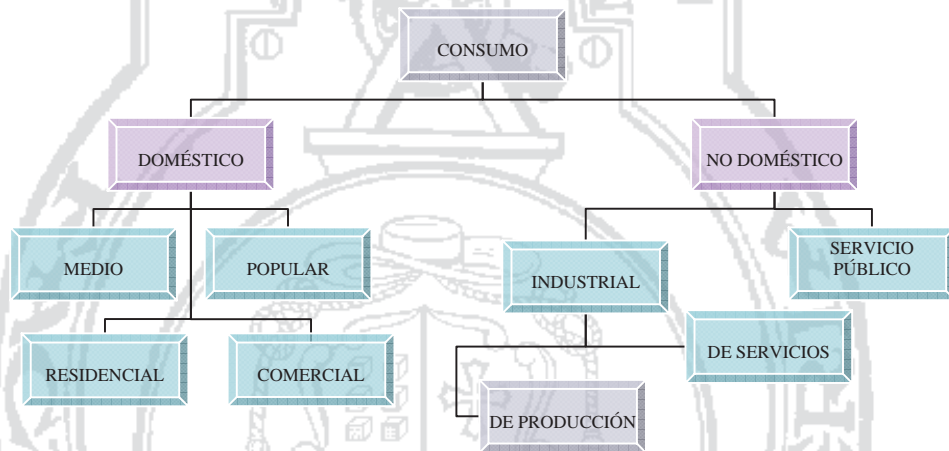 CONSUMO
DOMÉSTICO
NO DOMÉSTICO
MEDIO
POPULAR
INDUSTRIAL
SERVICIO
PÚBLICO
RESIDENCIAL
COMERCIAL
DE SERVICIOS
DE PRODUCCIÓN